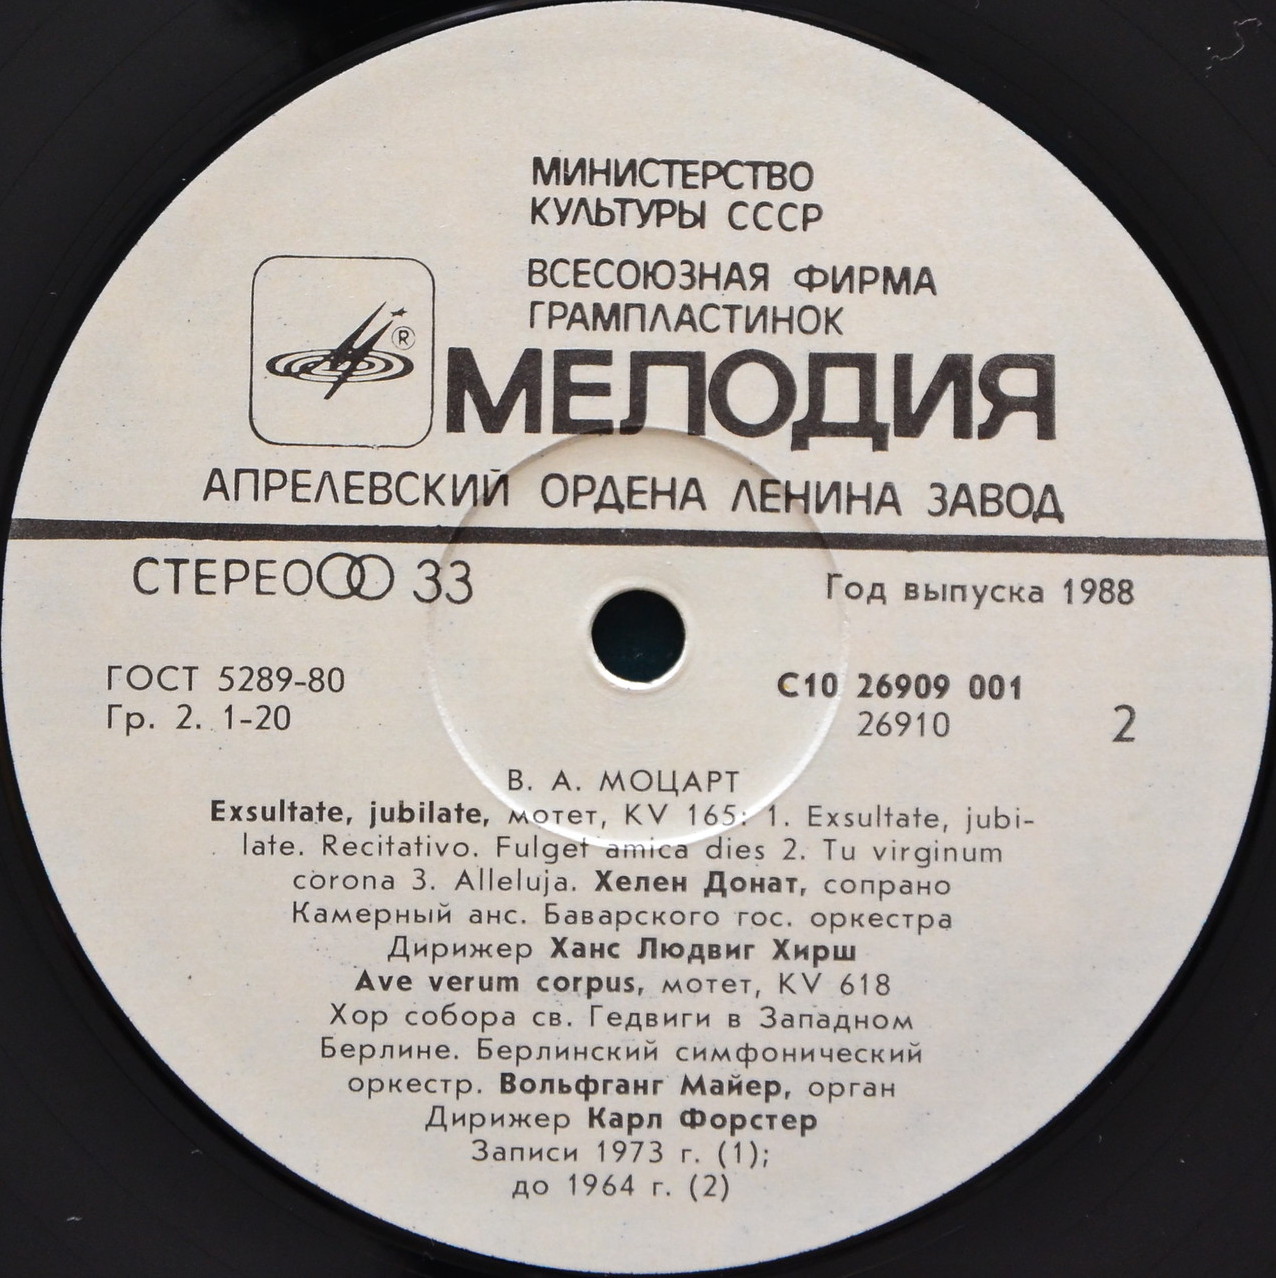 МИНИСТЕРСТВО
КУЛЬТУРЫ СССР
ВСЕСОЮЗНАЯ ФИРМА
ГРАМПЛАСТИНОК
®
МЕЛОДИЯ
АПРЕЛЕВСКИЙ ОРДЕНА ЛЕНИНА ЗАВОД
СТЕРЕО 33
Год выпуска 1988
ГОСТ 5289-80
Гр. 2. 1-20
С10 26909 001
26910
2
В. А. МОЦАРТ
Exsultate, jubilate, мотет, KV 165: 1. Exsultate, jubi-
late. Recitativo. Fulget amica dies 2. Tu virginum
corona 3. Alleluja. Хелен Донат, сопрано
Камерный анс. Баварского гос. оркестра
Дирижер Ханс Людвиг Хирш
Ave verum corpus, мотет, KV 618
Хор собора св. Гедвиги в Западном
Берлине. Берлинский симфонический
оркестр. Вольфганг Майер, орган
Дирижер Карл Форстер
Записи 1973 г. (1);
до 1964 г. (2)